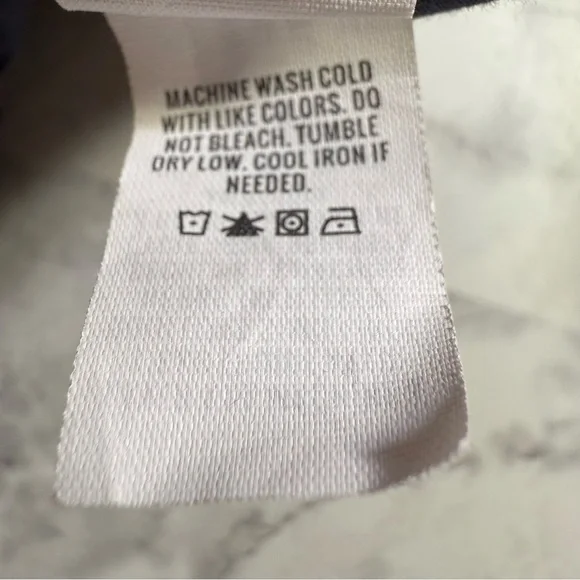 MACHINE WASH COLD
WITH LIKE COLORS. DO
NOT BLEACH. TUMBLE
DRY LOW. COOL IRON IF
NEEDED.